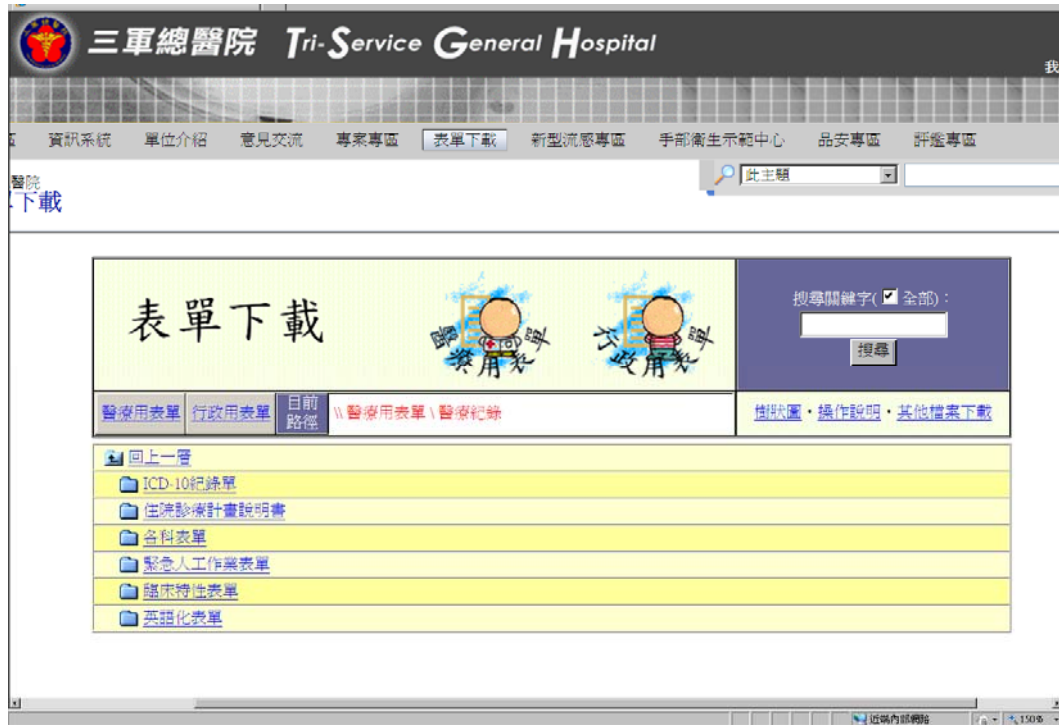 三軍總醫院 Tri-Service General Hospital
我
資訊系統 單位介紹 意見交流 專案專區 表單下載 新型流感專區 手部衛生示範中心 品安專區 評鑑專區
醫院
此主題
下載
表單下載
醫療用表單
行政用表單
搜尋關鍵字( 全部):
搜尋
醫療用表單 行政用表單 目前路徑 \\ 醫療用表單 \ 醫療紀錄
樹狀圖・操作說明・其他檔案下載
回上一層
ICD-10紀錄單
住院診療計畫說明書
各科表單
緊急人工作業表單
臨床特性表單
英語化表單
近端內部網路 150%